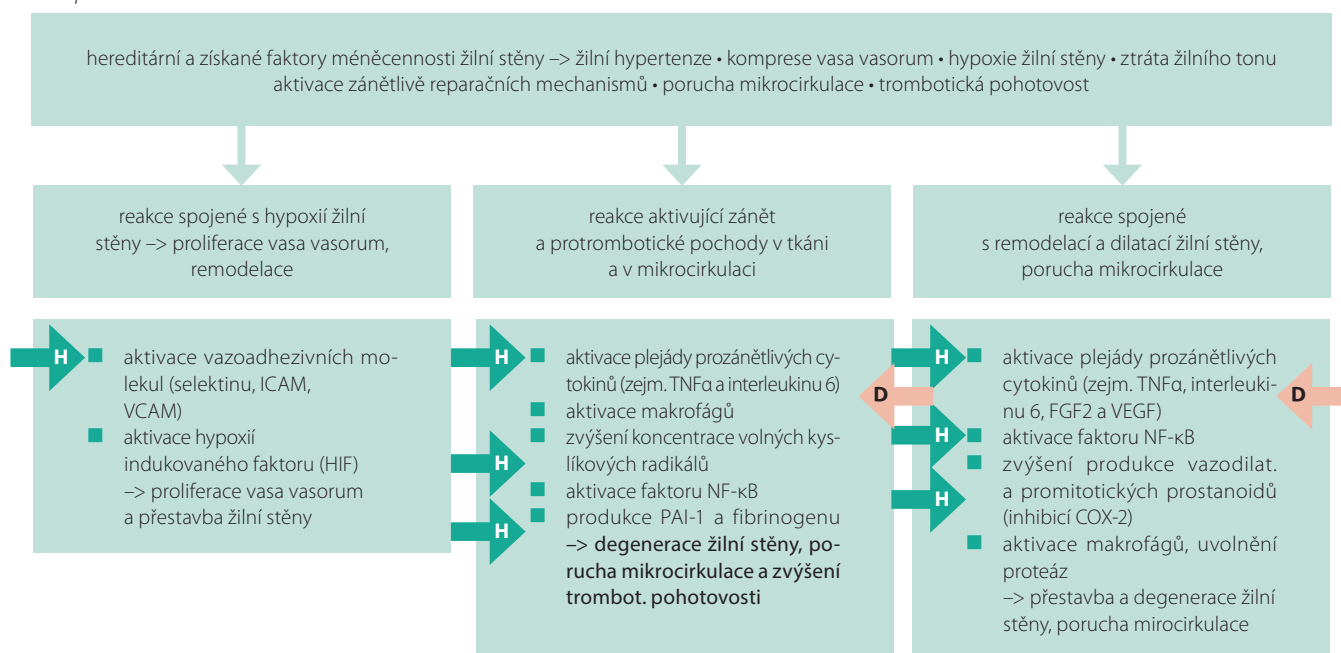 hereditární a získané faktory méněcennosti žilní stěny –> žilní hypertenze • komprese vasa vasorum • hypoxie žilní stěny • ztráta žilního tonu
aktivace zánětlivě reparačních mechanismů • porucha mikrocirkulace • trombotická pohotovost
reakce spojené s hypoxií žilní
stěny –> proliferace vasa vasorum,
remodelace
reakce aktivující zánět
a protrombotické pochody v tkáni
a v mikrocirkulaci
reakce spojené
s remodelací a dilatací žilní stěny,
porucha mikrocirkulace
H
■ aktivace vazoadhezivních mo-
lekul (selektinu, ICAM,
VCAM)
■ aktivace hypoxií
indukovaného faktoru (HIF)
–> proliferace vasa vasorum
a přestavba žilní stěny
H
■ aktivace plejády prozánětlivých cy-
tokinů (zejm. TNFα a interleukinu 6)
D
■ aktivace makrofágů
■ zvýšení koncentrace volných kys-
H
líkových radikálů
■ aktivace faktoru NF-κB
■ produkce PAI-1 a fibrinogenu
H
–> degenerace žilní stěny, po-
rucha mikrocirkulace a zvýšení
trombot. pohotovosti
H
■ aktivace plejády prozánětlivých
cytokinů (zejm. TNFα, interleuki-
D
nu 6, FGF2 a VEGF)
H
■ aktivace faktoru NF-κB
■ zvýšení produkce vazodilat.
H
a promitotických prostanoidů
(inhibicí COX-2)
■ aktivace makrofágů, uvolnění
proteáz
–> přestavba a degenerace žilní
stěny, porucha mirocirkulace